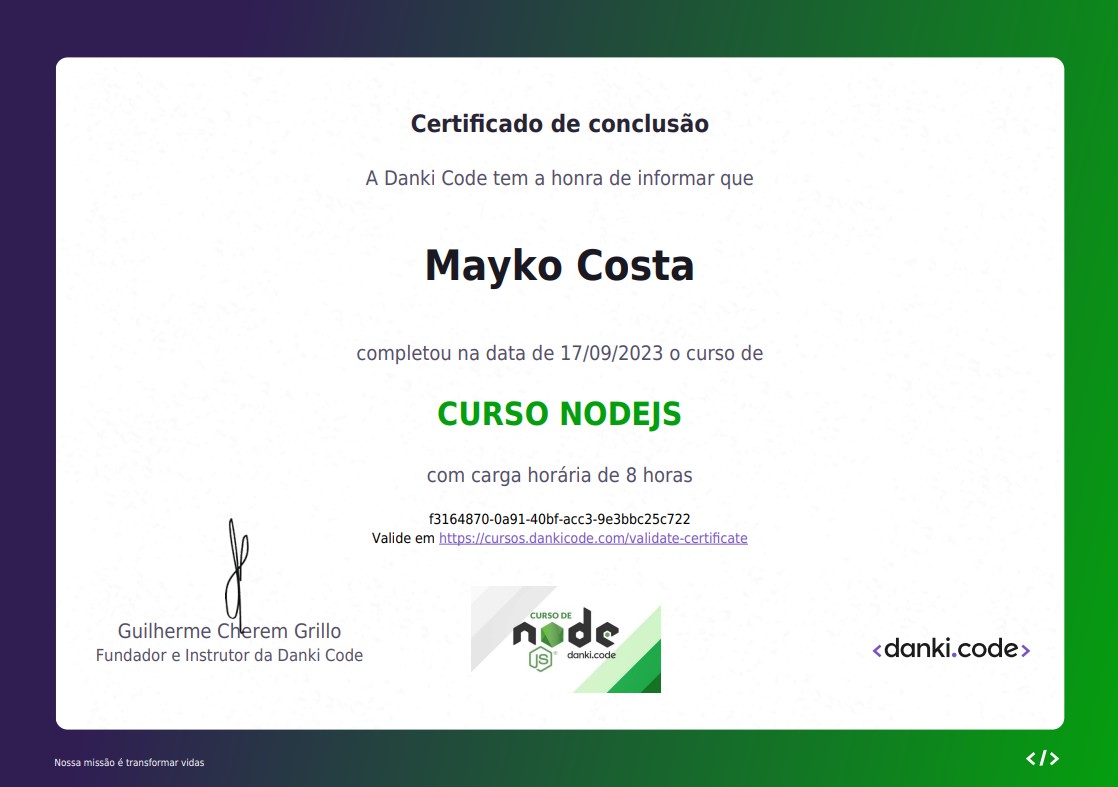 Certificado de conclusão
A Danki Code tem a honra de informar que
Mayko Costa
completou na data de 17/09/2023 o curso de
CURSO NODEJS
com carga horária de 8 horas
f3164870-0a91-40bf-acc3-9e3bbc25c722
Valide em https://cursos.dankicode.com/validate-certificate
Guilherme Cherem Grillo
Fundador e Instrutor da Danki Code
CURSO DE
node
JS
danki.code
<danki.code>
Nossa missão é transformar vidas
</>